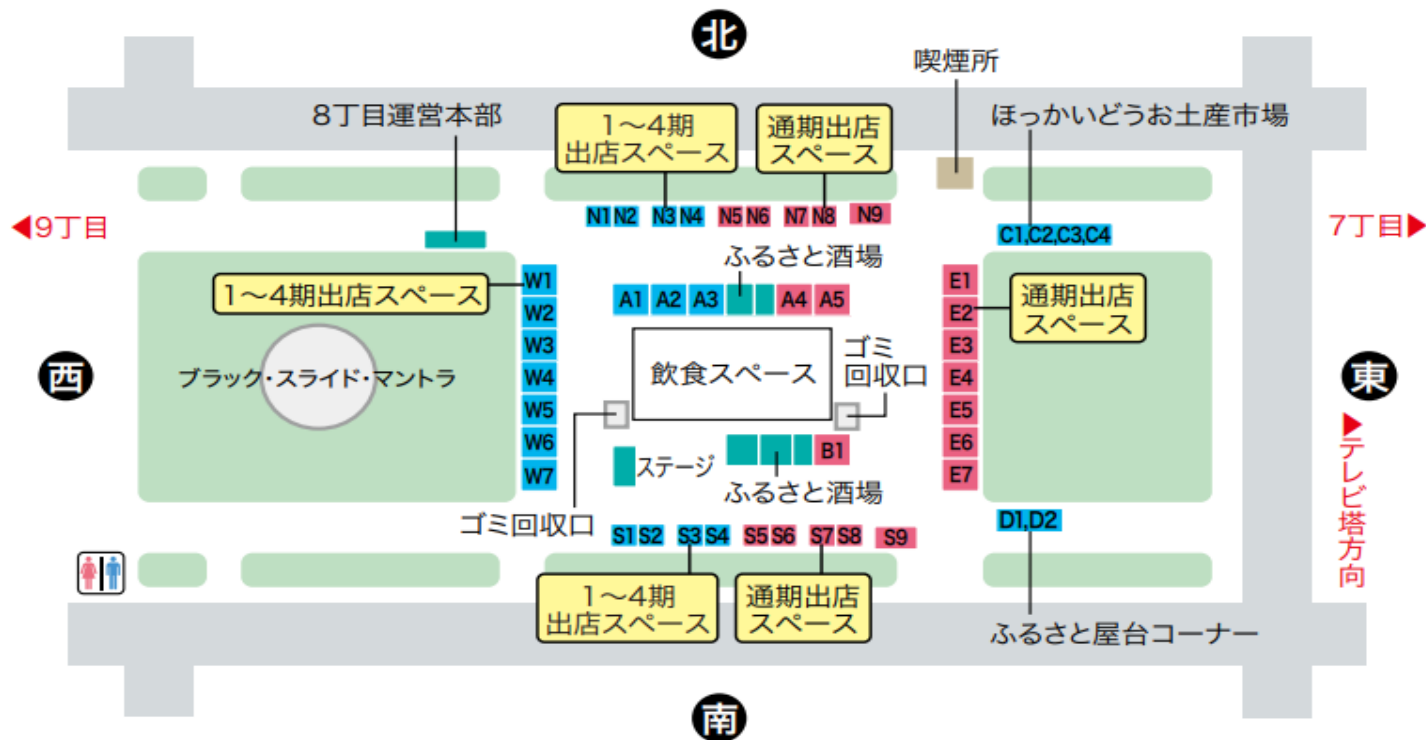 北
喫煙所
8丁目運営本部
1〜4期
出店スペース
通期出店
スペース
ほっかいどうお土産市場
◀9丁目
7丁目▶
N1 N2 N3 N4 N5 N6 N7 N8 N9
C1,C2,C3,C4
ふるさと酒場
1〜4期出店スペース
W1
W2
W3
W4
W5
W6
W7
A1 A2 A3 A4 A5
E1
E2
E3
E4
E5
E6
E7
通期出店
スペース
西
ブラック・スライド・マントラ
飲食スペース
ゴミ
回収口
東
▶テレビ塔方向
ステージ
B1
ふるさと酒場
ゴミ回収口
S1 S2 S3 S4 S5 S6 S7 S8 S9
D1,D2
1〜4期
出店スペース
通期出店
スペース
ふるさと屋台コーナー
南